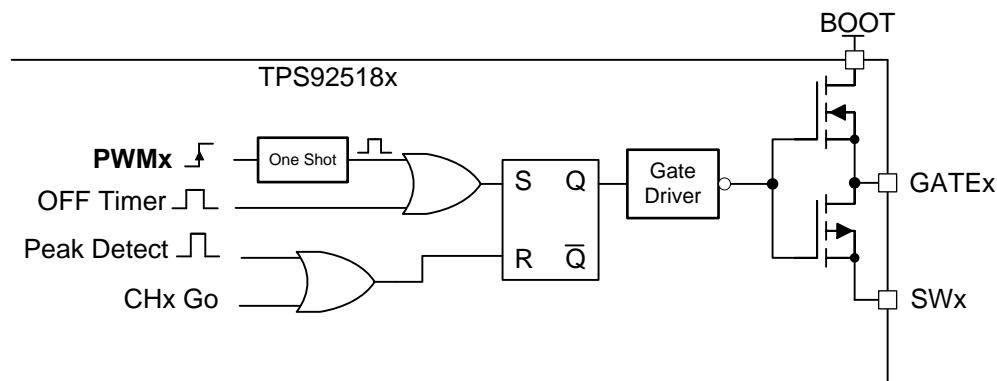 BOOT
TPS92518x
PWMx
One Shot
OFF Timer
Peak Detect
CHx Go
S Q
R Q̅
Gate
Driver
GATEx
SWx